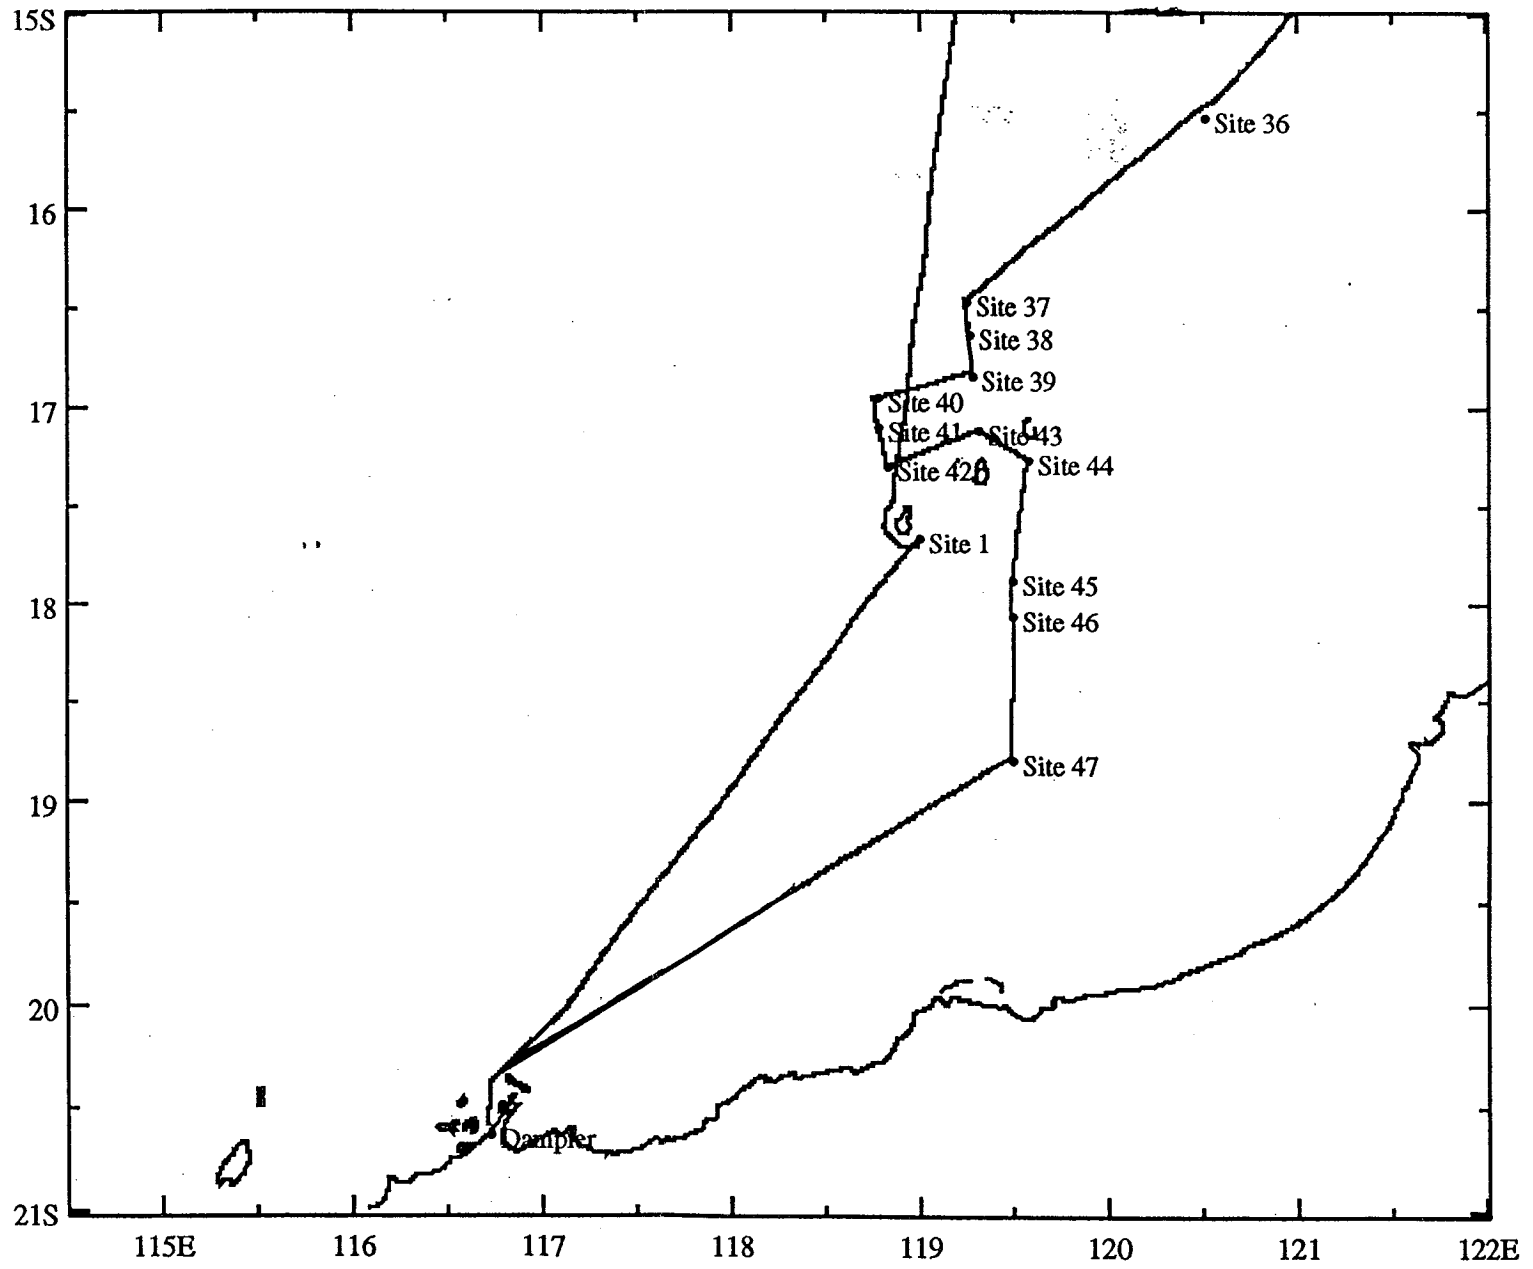 15S
Site 36
16
Site 37
Site 38
Site 39
17
Site 40
Site 41
Site 43
Site 42
Site 44
Site 1
Site 45
18
Site 46
Site 47
19
20
Dampier
21S
115E 116 117 118 119 120 121 122E